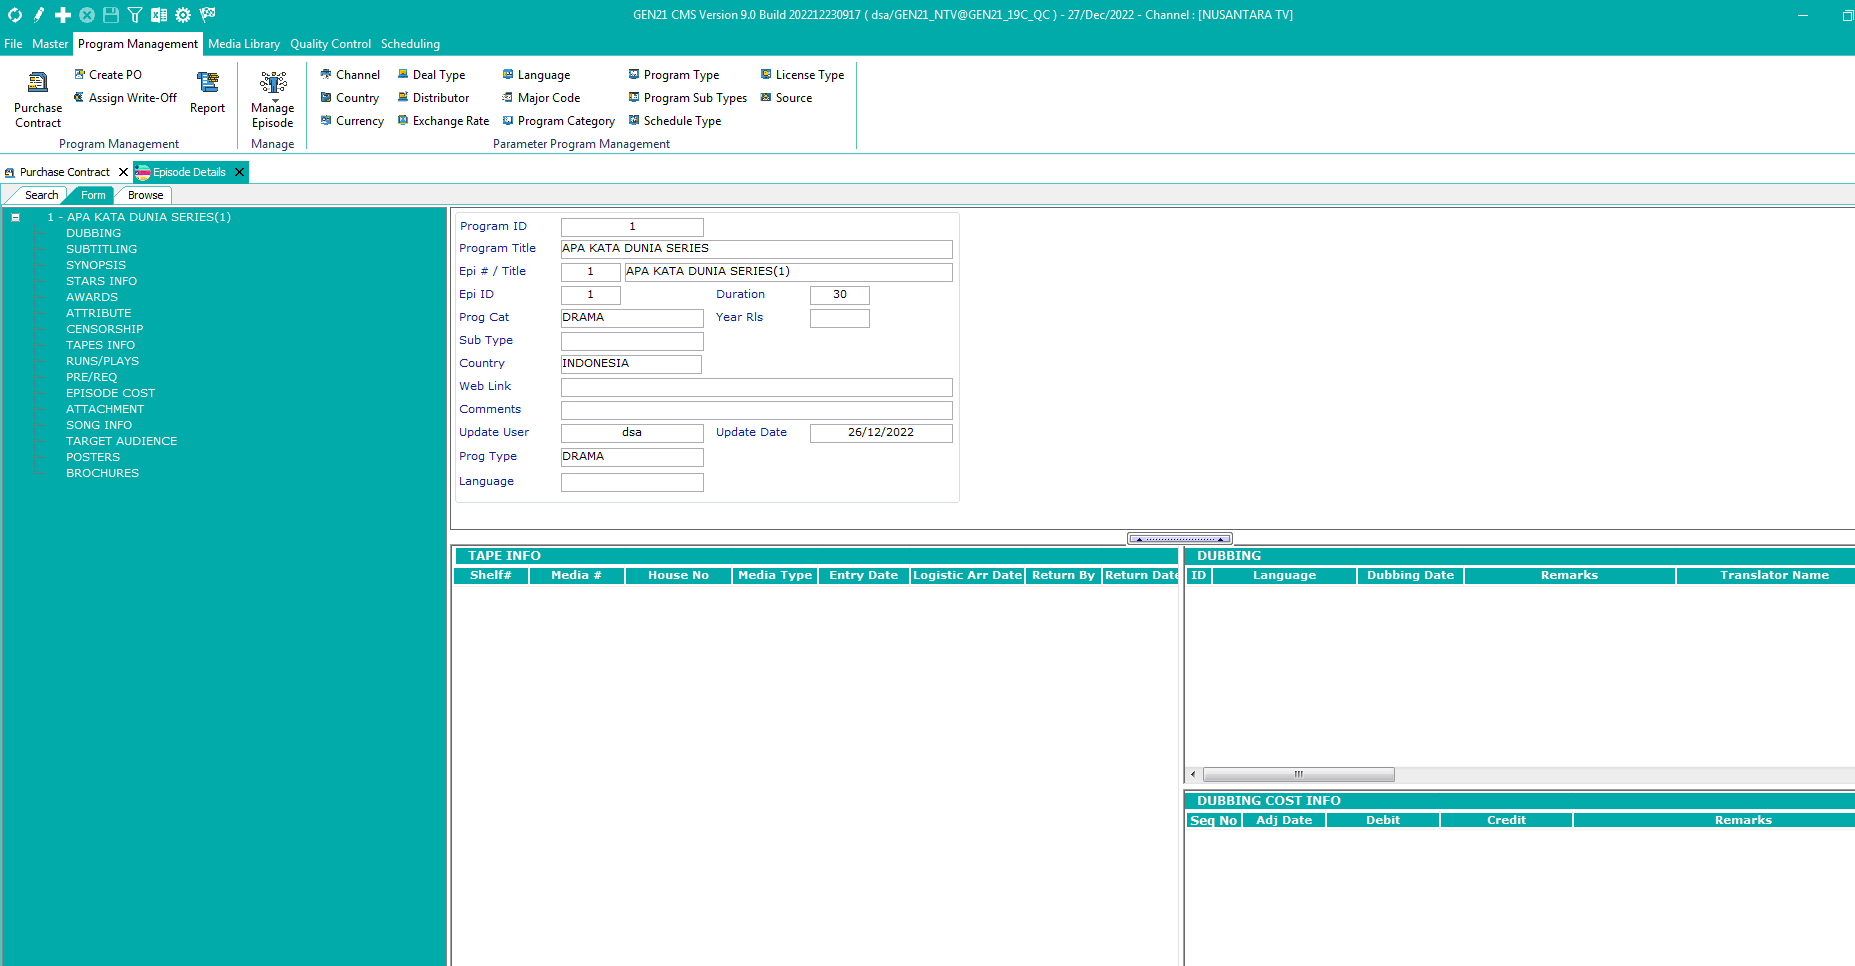 GEN21 CMS Version 9.0 Build 202212230917 ( dsa/GEN21_NTV@GEN21_19C_QC ) - 27/Dec/2022 - Channel : [NUSANTARA TV]
File Master Program Management Media Library Quality Control Scheduling
Purchase Contract
Create PO
Assign Write-Off
Report
Program Management
Manage Episode
Manage
Channel Deal Type Language Program Type License Type
Country Distributor Major Code Program Sub Types Source
Currency Exchange Rate Program Category Schedule Type
Parameter Program Management
Purchase Contract Episode Details
Search Form Browse
1 - APA KATA DUNIA SERIES(1)
DUBBING
SUBTITLING
SYNOPSIS
STARS INFO
AWARDS
ATTRIBUTE
CENSORSHIP
TAPES INFO
RUNS/PLAYS
PRE/REQ
EPISODE COST
ATTACHMENT
SONG INFO
TARGET AUDIENCE
POSTERS
BROCHURES
Program ID 1
Program Title APA KATA DUNIA SERIES
Epi # / Title 1 APA KATA DUNIA SERIES(1)
Epi ID 1 Duration 30
Prog Cat DRAMA Year Rls
Sub Type
Country INDONESIA
Web Link
Comments
Update User dsa Update Date 26/12/2022
Prog Type DRAMA
Language
TAPE INFO
Shelf# Media # House No Media Type Entry Date Logistic Arr Date Return By Return Date
DUBBING
ID Language Dubbing Date Remarks Translator Name
DUBBING COST INFO
Seq No Adj Date Debit Credit Remarks